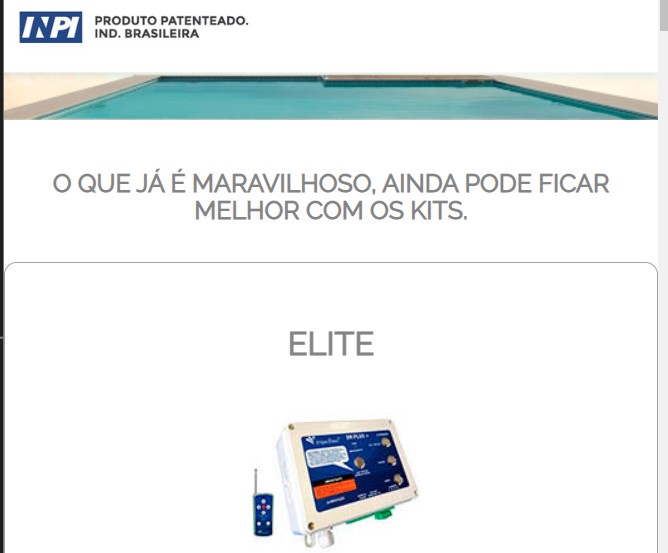 INPI
PRODUTO PATENTEADO.
IND. BRASILEIRA
O QUE JÁ É MARAVILHOSO, AINDA PODE FICAR
MELHOR COM OS KITS.
ELITE